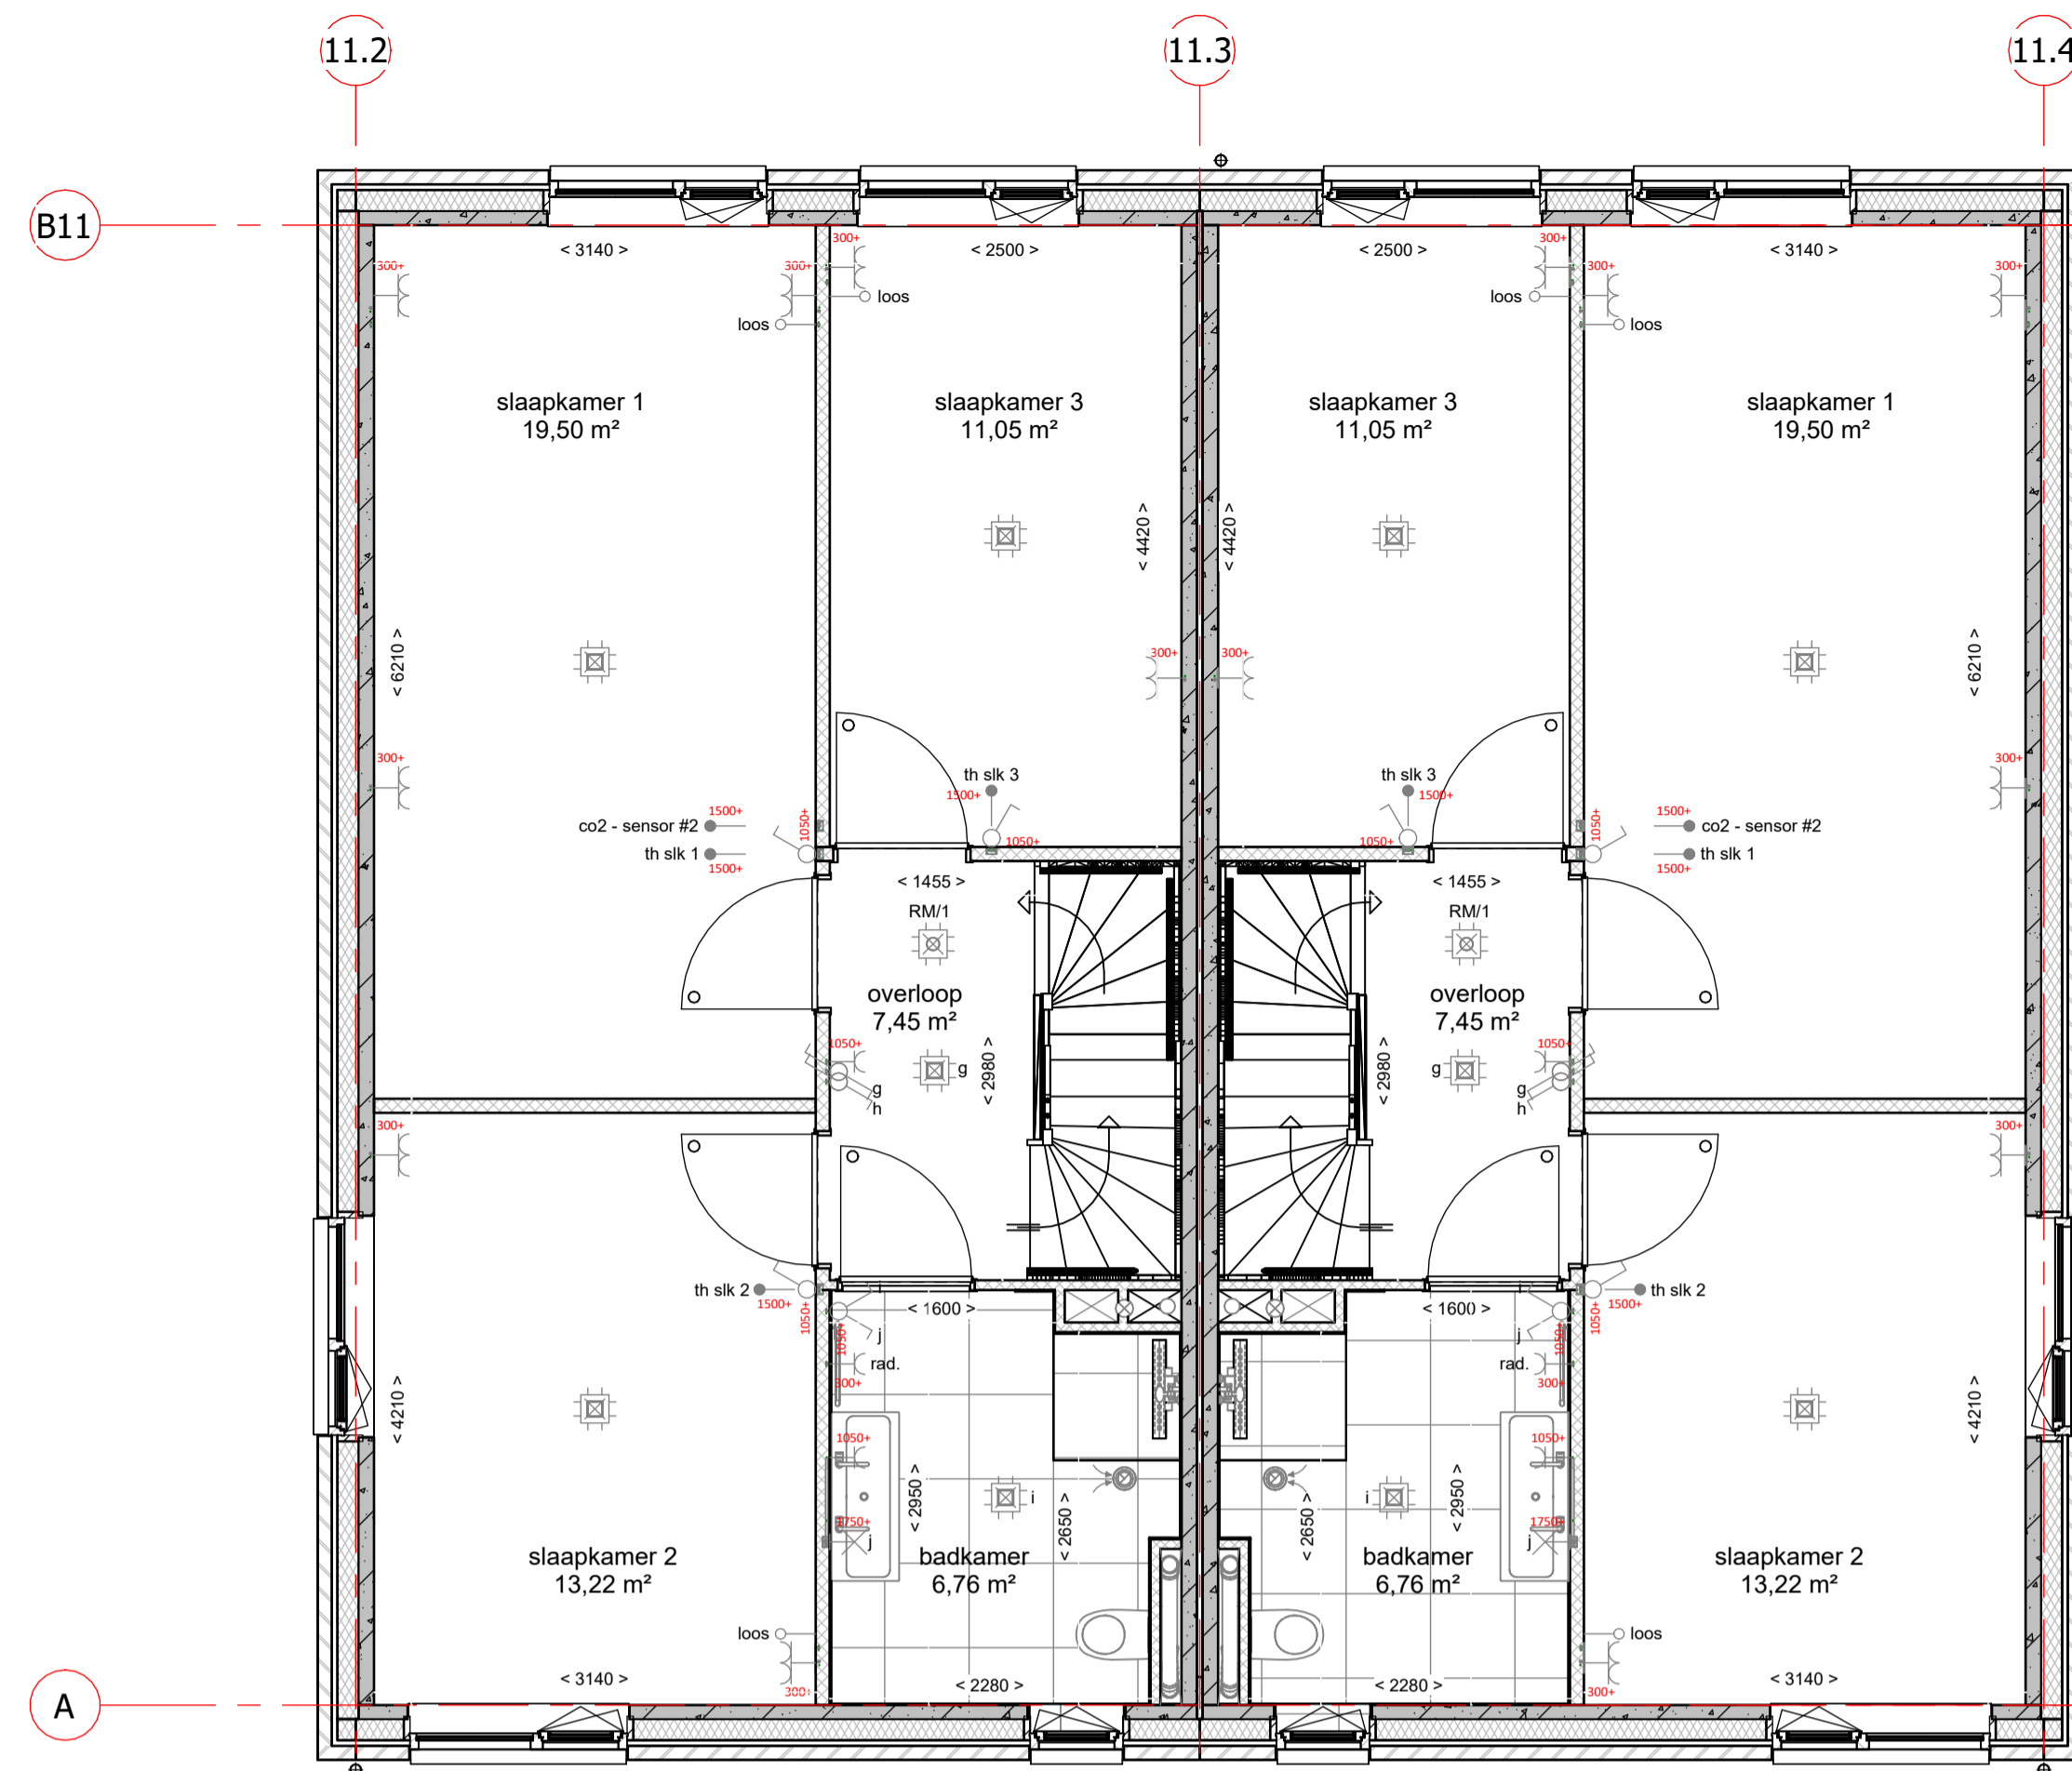 11.2
11.3
11.4
B11
< 3140 >
< 2500 >
< 2500 >
< 3140 >
300+
300+
300+
300+
300+
300+
loos
loos
loos
loos
slaapkamer 1
19,50 m²
slaapkamer 3
11,05 m²
slaapkamer 3
11,05 m²
slaapkamer 1
19,50 m²
< 4420 >
< 4420 >
< 6210 >
< 6210 >
300+
300+
300+
300+
th slk 3
1500+
1050+
th slk 3
1500+
1050+
1500+
co2 - sensor #2
th slk 1
1500+
1050+
1050+
1500+
co2 - sensor #2
th slk 1
1500+
< 1455 >
RM/1
< 1455 >
RM/1
overloop
7,45 m²
overloop
7,45 m²
1050+
g
h
g
< 2980 >
< 2980 >
g
1050+
g
h
300+
300+
th slk 2
1500+
1050+
th slk 2
1500+
1050+
j
< 1600 >
< 1600 >
j
1050+
j
rad.
300+
1050+
j
rad.
300+
< 4210 >
< 4210 >
1050+
1050+
< 2950 >
i
< 2650 >
< 2650 >
i
< 2950 >
1750+
j
1750+
j
slaapkamer 2
13,22 m²
badkamer
6,76 m²
badkamer
6,76 m²
slaapkamer 2
13,22 m²
loos
loos
< 3140 >
300+
< 2280 >
< 2280 >
300+
< 3140 >
A